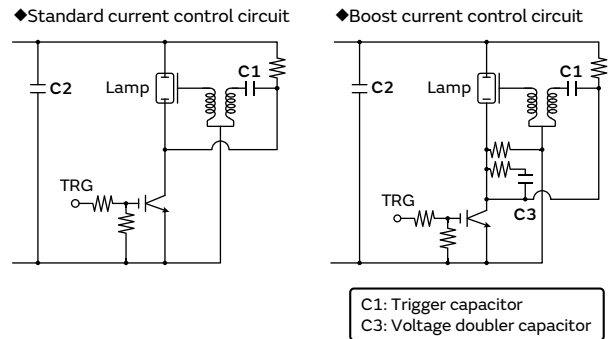 ◆Standard current control circuit
C2
Lamp
C1
TRG
◆Boost current control circuit
C2
Lamp
C1
TRG
C3
C1: Trigger capacitor
C3: Voltage doubler capacitor